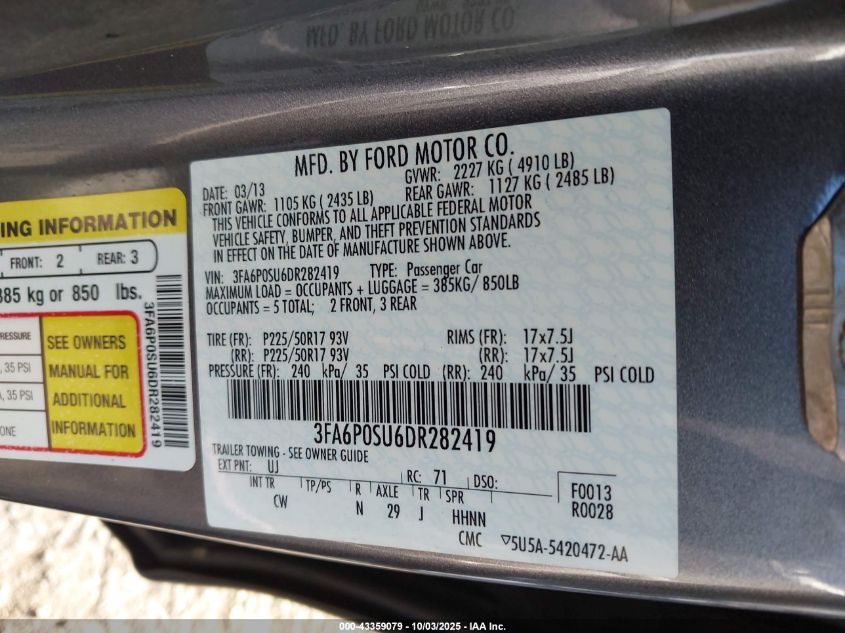 MFD. BY FORD MOTOR CO.
MFD. BY FORD MOTOR CO.
DATE: 03/13
GVWR: 2227 KG ( 4910 LB)
FRONT GAWR: 1105 KG ( 2435 LB)
REAR GAWR: 1127 KG ( 2485 LB)
THIS VEHICLE CONFORMS TO ALL APPLICABLE FEDERAL MOTOR
VEHICLE SAFETY, BUMPER, AND THEFT PREVENTION STANDARDS
IN EFFECT ON THE DATE OF MANUFACTURE SHOWN ABOVE.
VIN: 3FA6P0SU6DR282419 TYPE: Passenger Car
MAXIMUM LOAD = OCCUPANTS + LUGGAGE = 385KG/ 850LB
OCCUPANTS = 5 TOTAL; 2 FRONT, 3 REAR
TIRE (FR): P225/50R17 93V RIMS (FR): 17x7.5J
(RR): P225/50R17 93V (RR): 17x7.5J
PRESSURE (FR): 240 kPa/ 35 PSI COLD (RR): 240 kPa/ 35 PSI COLD
3FA6P0SU6DR282419
TRAILER TOWING - SEE OWNER GUIDE
EXT PNT: UJ RC: 71 DSO:
INT TR TP/PS R AXLE TR SPR
CW N 29 J HHNN
F0013
R0028
CMC ▽5U5A-5420472-AA
ING INFORMATION
FRONT: 2 REAR: 3
385 kg or 850 lbs.
PRESSURE
, 35 PSI
, 35 PSI
ONE
SEE OWNERS
MANUAL FOR
ADDITIONAL
INFORMATION
3FA6P0SU6DR282419
000-43359079 - 10/03/2025 - IAA Inc.